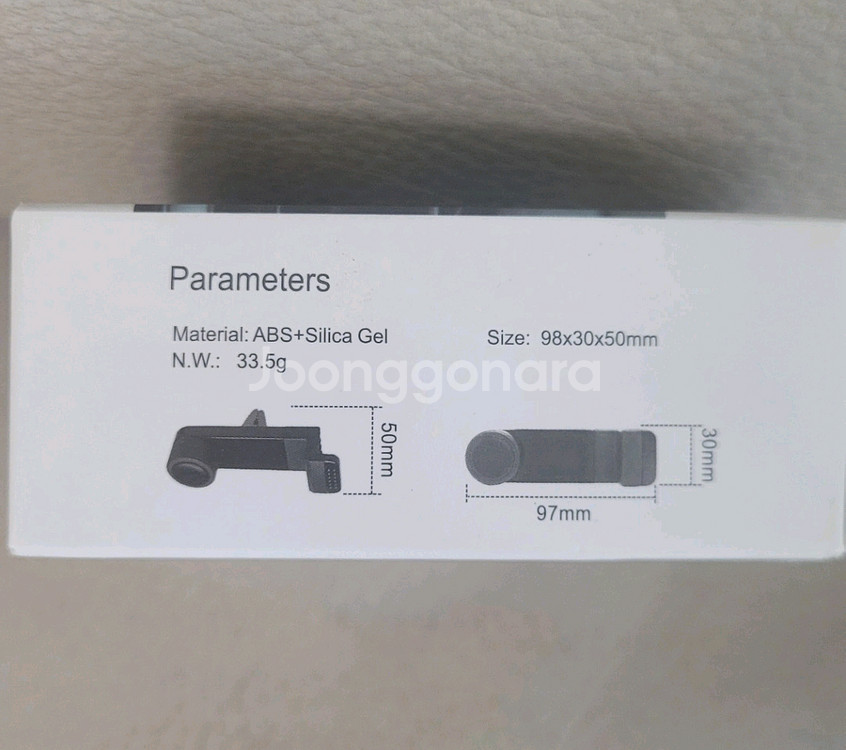 Parameters
Material: ABS+Silica Gel
Size: 98x30x50mm
N.W.: 33.5g
Joonggonara
50mm
30mm
97mm